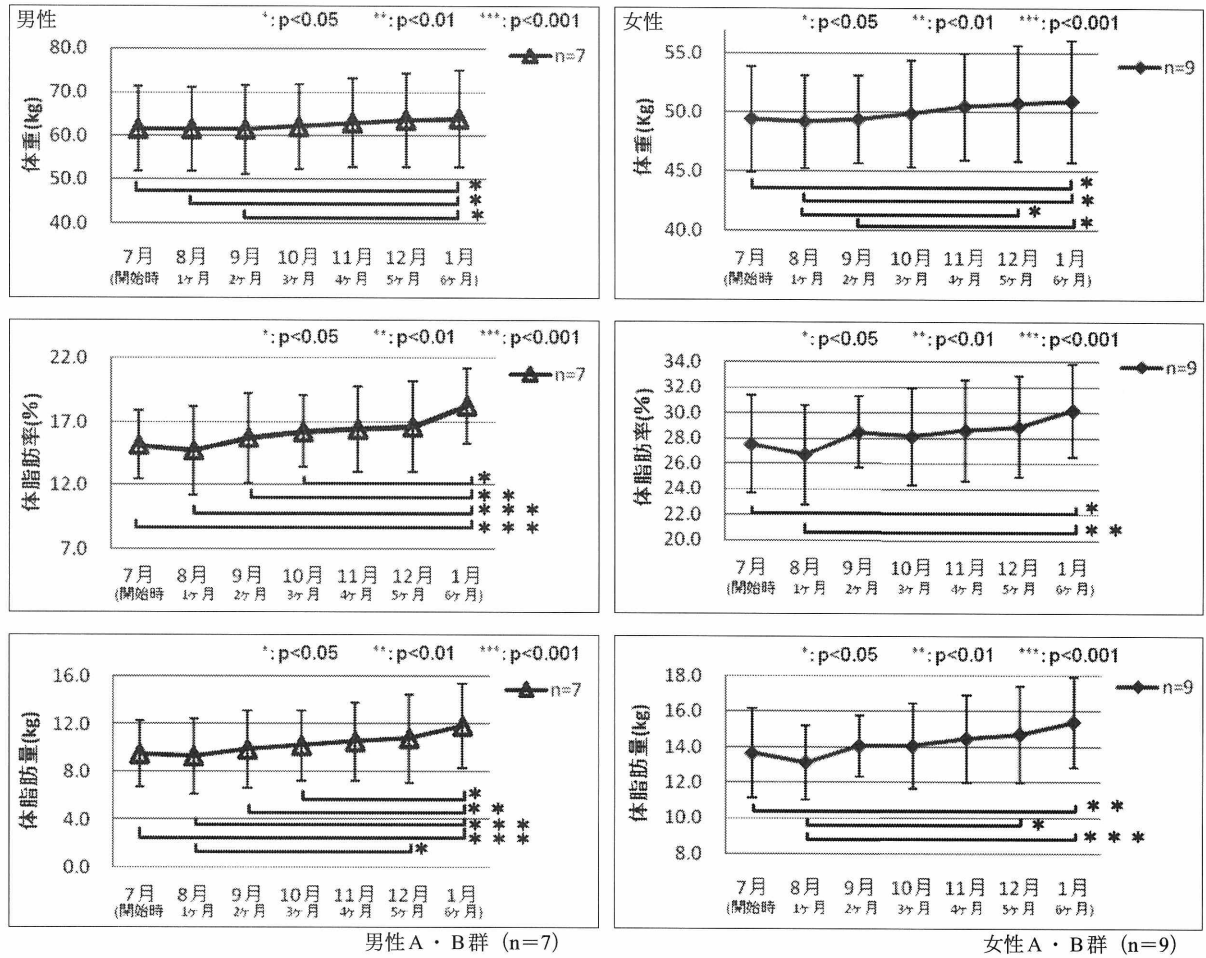 男性
*:p<0.05 **:p<0.01 ***:p<0.001
n=7
体重(kg)
80.0
70.0
60.0
50.0
40.0
*
*
*
7月 8月 9月 10月 11月 12月 1月
(開始時 1ヶ月 2ヶ月 3ヶ月 4ヶ月 5ヶ月 6ヶ月)
女性
*:p<0.05 **:p<0.01 ***:p<0.001
n=9
体重(Kg)
55.0
50.0
45.0
40.0
*
*
*
*
7月 8月 9月 10月 11月 12月 1月
(開始時 1ヶ月 2ヶ月 3ヶ月 4ヶ月 5ヶ月 6ヶ月)
*:p<0.05 **:p<0.01 ***:p<0.001
n=7
体脂肪率(%)
22.0
17.0
12.0
7.0
*
* *
* * *
* * *
7月 8月 9月 10月 11月 12月 1月
(開始時 1ヶ月 2ヶ月 3ヶ月 4ヶ月 5ヶ月 6ヶ月)
*:p<0.05 **:p<0.01 ***:p<0.001
n=9
体脂肪率(%)
34.0
32.0
30.0
28.0
26.0
24.0
22.0
20.0
*
* *
7月 8月 9月 10月 11月 12月 1月
(開始時 1ヶ月 2ヶ月 3ヶ月 4ヶ月 5ヶ月 6ヶ月)
*:p<0.05 **:p<0.01 ***:p<0.001
n=7
体脂肪量(kg)
16.0
12.0
8.0
4.0
0.0
*
* *
* * *
* * *
*
7月 8月 9月 10月 11月 12月 1月
(開始時 1ヶ月 2ヶ月 3ヶ月 4ヶ月 5ヶ月 6ヶ月)
男性A・B群 (n=7)
*:p<0.05 **:p<0.01 ***:p<0.001
n=9
体脂肪量(kg)
18.0
16.0
14.0
12.0
10.0
8.0
* *
*
* * *
7月 8月 9月 10月 11月 12月 1月
(開始時 1ヶ月 2ヶ月 3ヶ月 4ヶ月 5ヶ月 6ヶ月)
女性A・B群 (n=9)